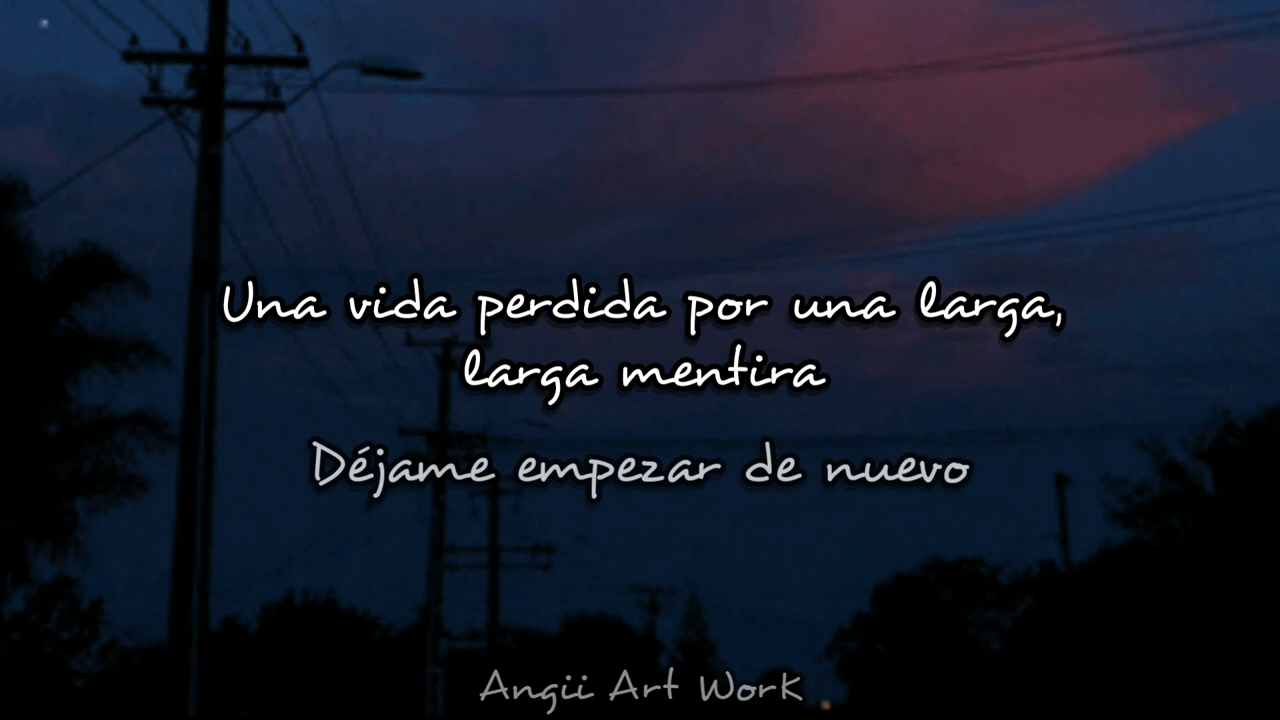 Una vida perdida por una larga,
larga mentira
Déjame empezar de nuevo
Angii Art Work